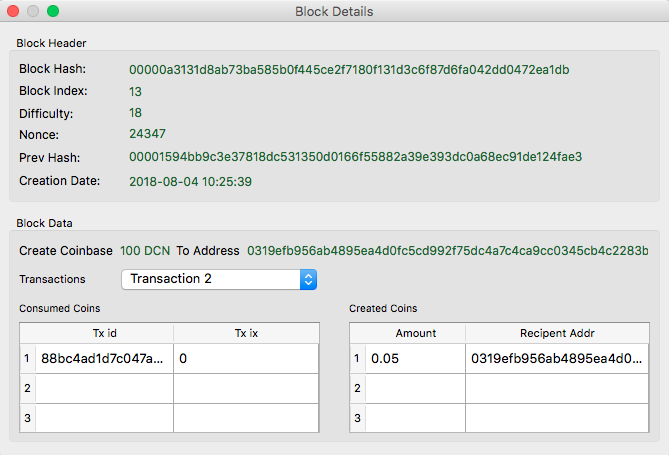 Block Details
Block Header
Block Hash: 00000a3131d8ab73ba585b0f445ce2f7180f131d3c6f87d6fa042dd0472ea1db
Block Index: 13
Difficulty: 18
Nonce: 24347
Prev Hash: 00001594bb9c3e37818dc531350d0166f55882a39e393dc0a68ec91de124fae3
Creation Date: 2018-08-04 10:25:39
Block Data
Create Coinbase 100 DCN To Address 0319efb956ab4895ea4d0fc5cd992f75dc4a7c4ca9cc0345cb4c2283b
Transactions Transaction 2
Consumed Coins Created Coins
Tx id Tx ix Amount Recipent Addr
1 88bc4ad1d7c047a... 0 1 0.05 0319efb956ab4895ea4d0...
2 2
3 3